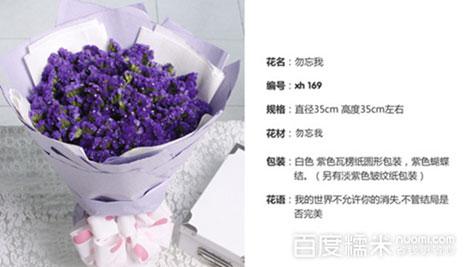 花名：勿忘我
编号：xh 169
规格：直径35cm 高度35cm左右
花材：勿忘我
包装：白色 紫色瓦楞纸圆形包装，紫色蝴蝶
结。（另有淡紫色皱纹纸包装）
花语：我的世界不允许你的消失,不管结局是
否完美
百度糯米 nuomi.com